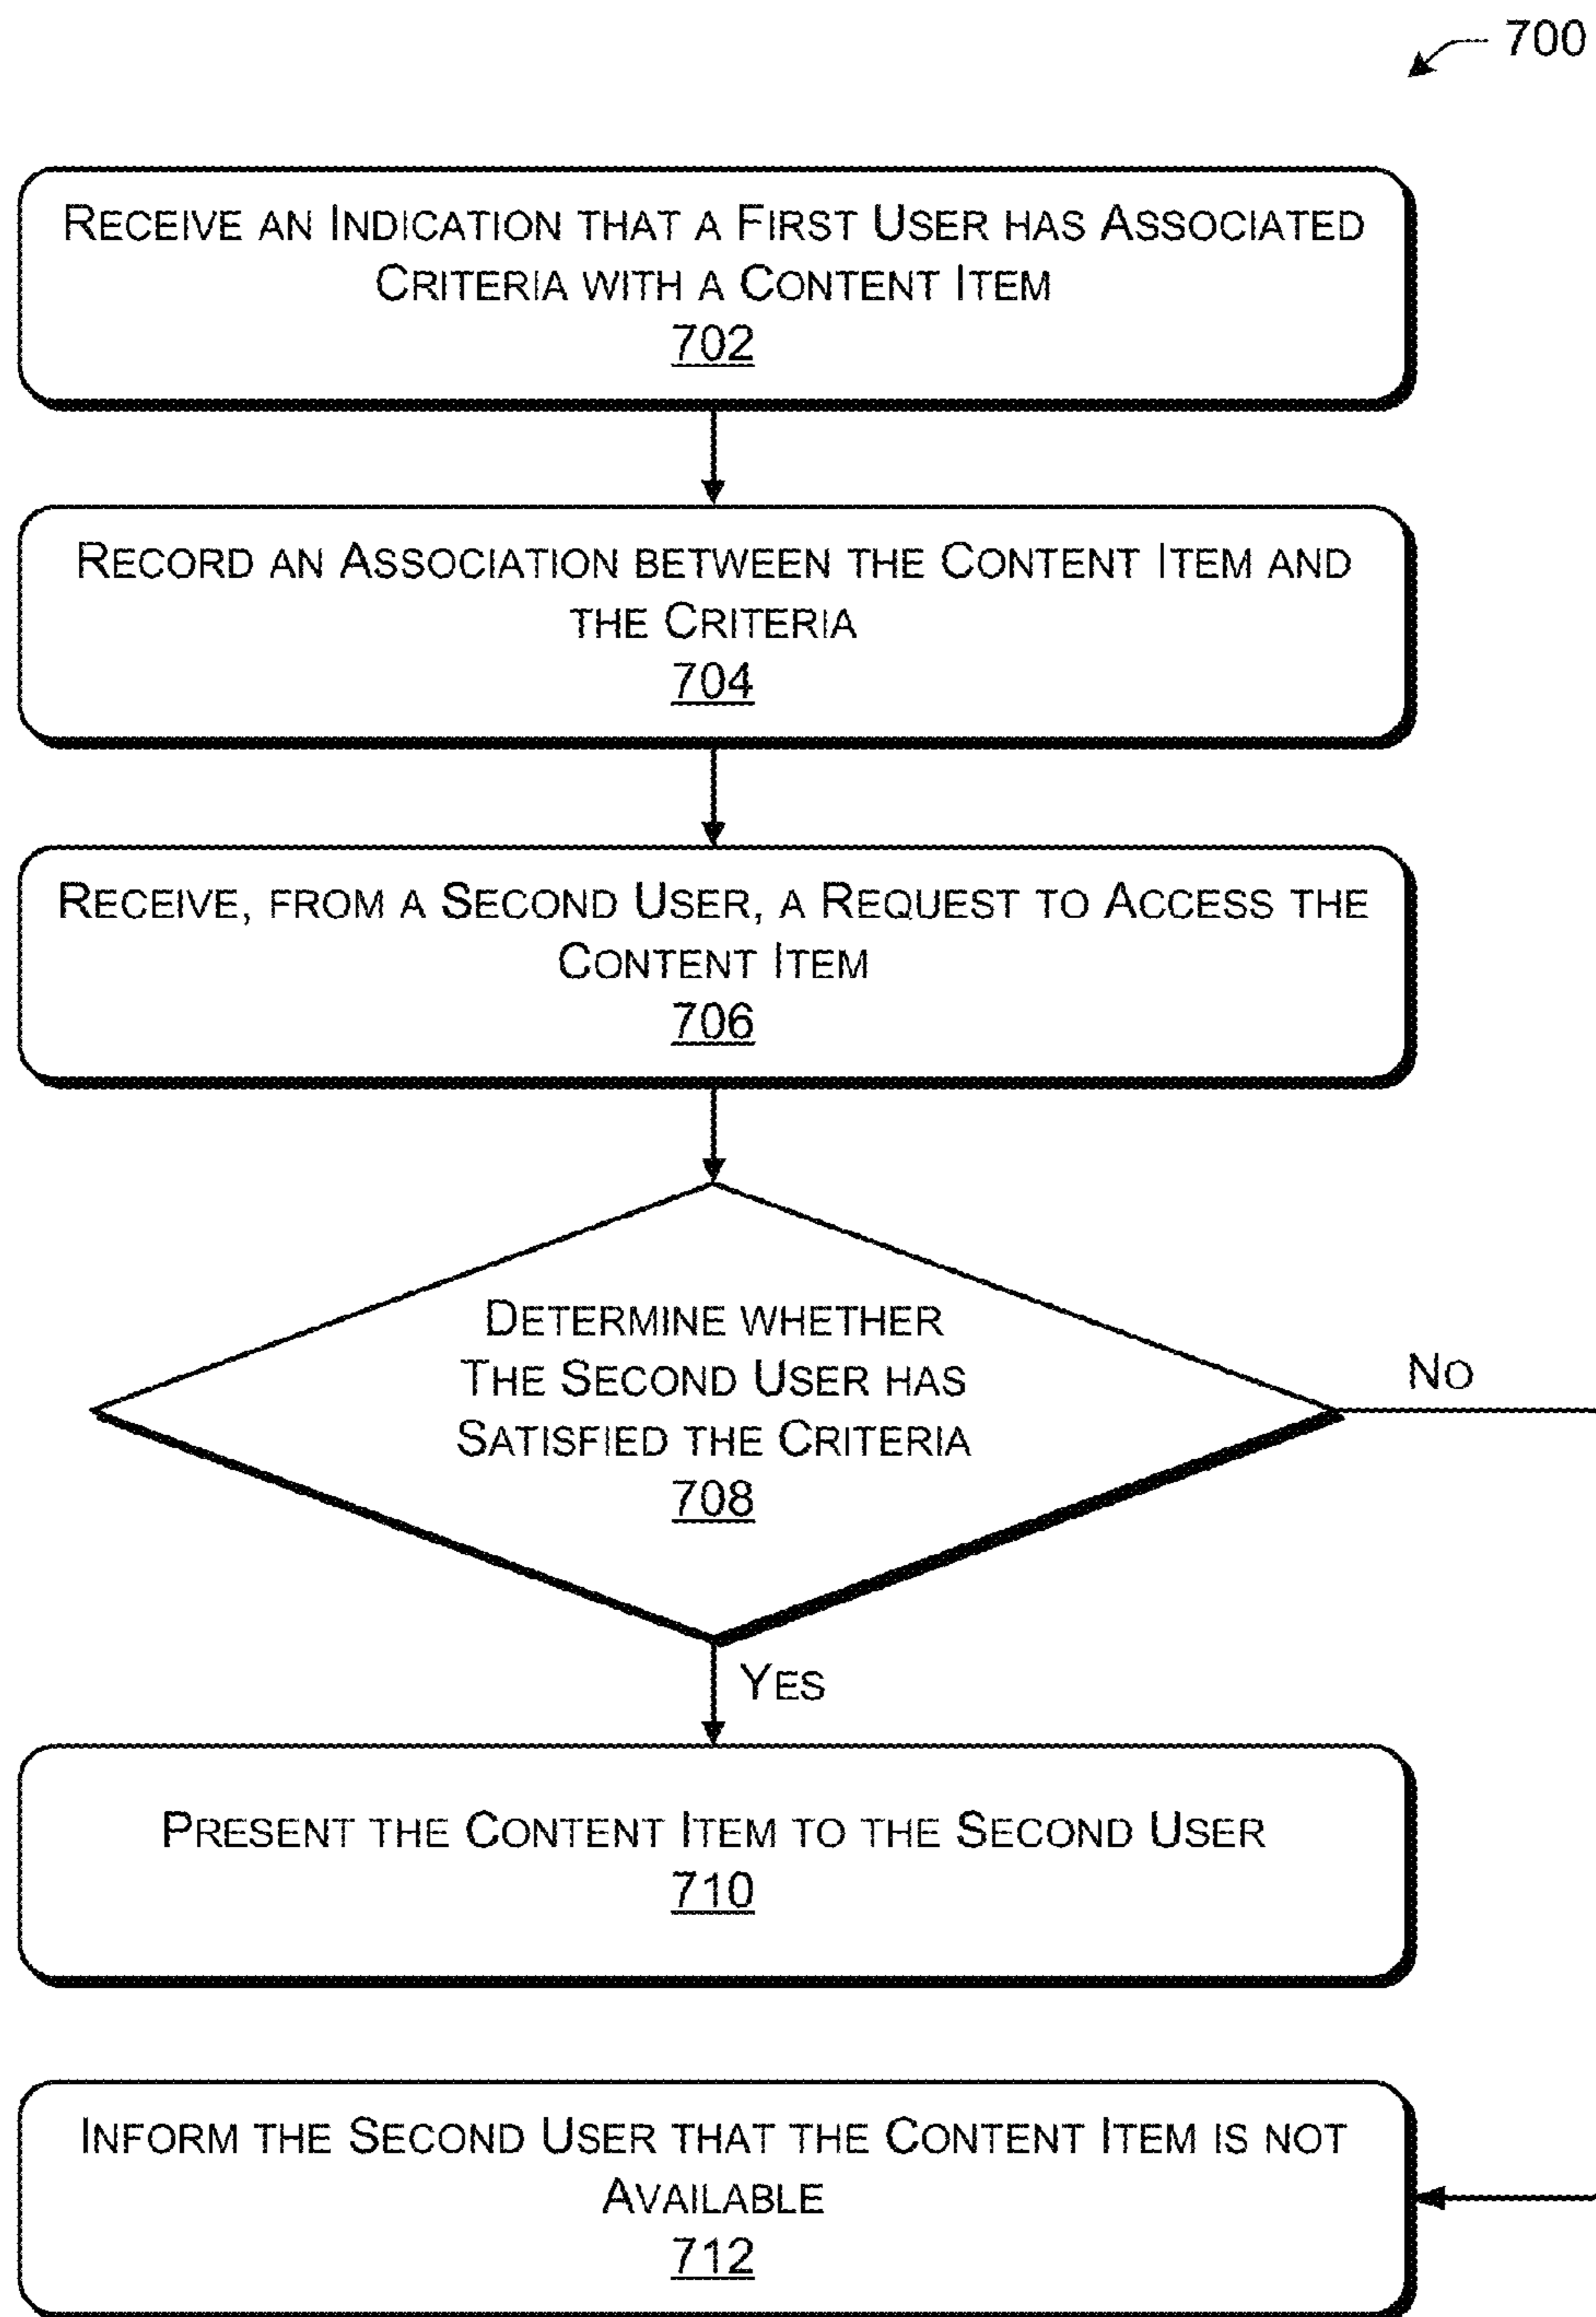 700
RECEIVE AN INDICATION THAT A FIRST USER HAS ASSOCIATED
CRITERIA WITH A CONTENT ITEM
702
RECORD AN ASSOCIATION BETWEEN THE CONTENT ITEM AND
THE CRITERIA
704
RECEIVE, FROM A SECOND USER, A REQUEST TO ACCESS THE
CONTENT ITEM
706
DETERMINE WHETHER
THE SECOND USER HAS
SATISFIED THE CRITERIA
708
NO
YES
PRESENT THE CONTENT ITEM TO THE SECOND USER
710
INFORM THE SECOND USER THAT THE CONTENT ITEM IS NOT
AVAILABLE
712